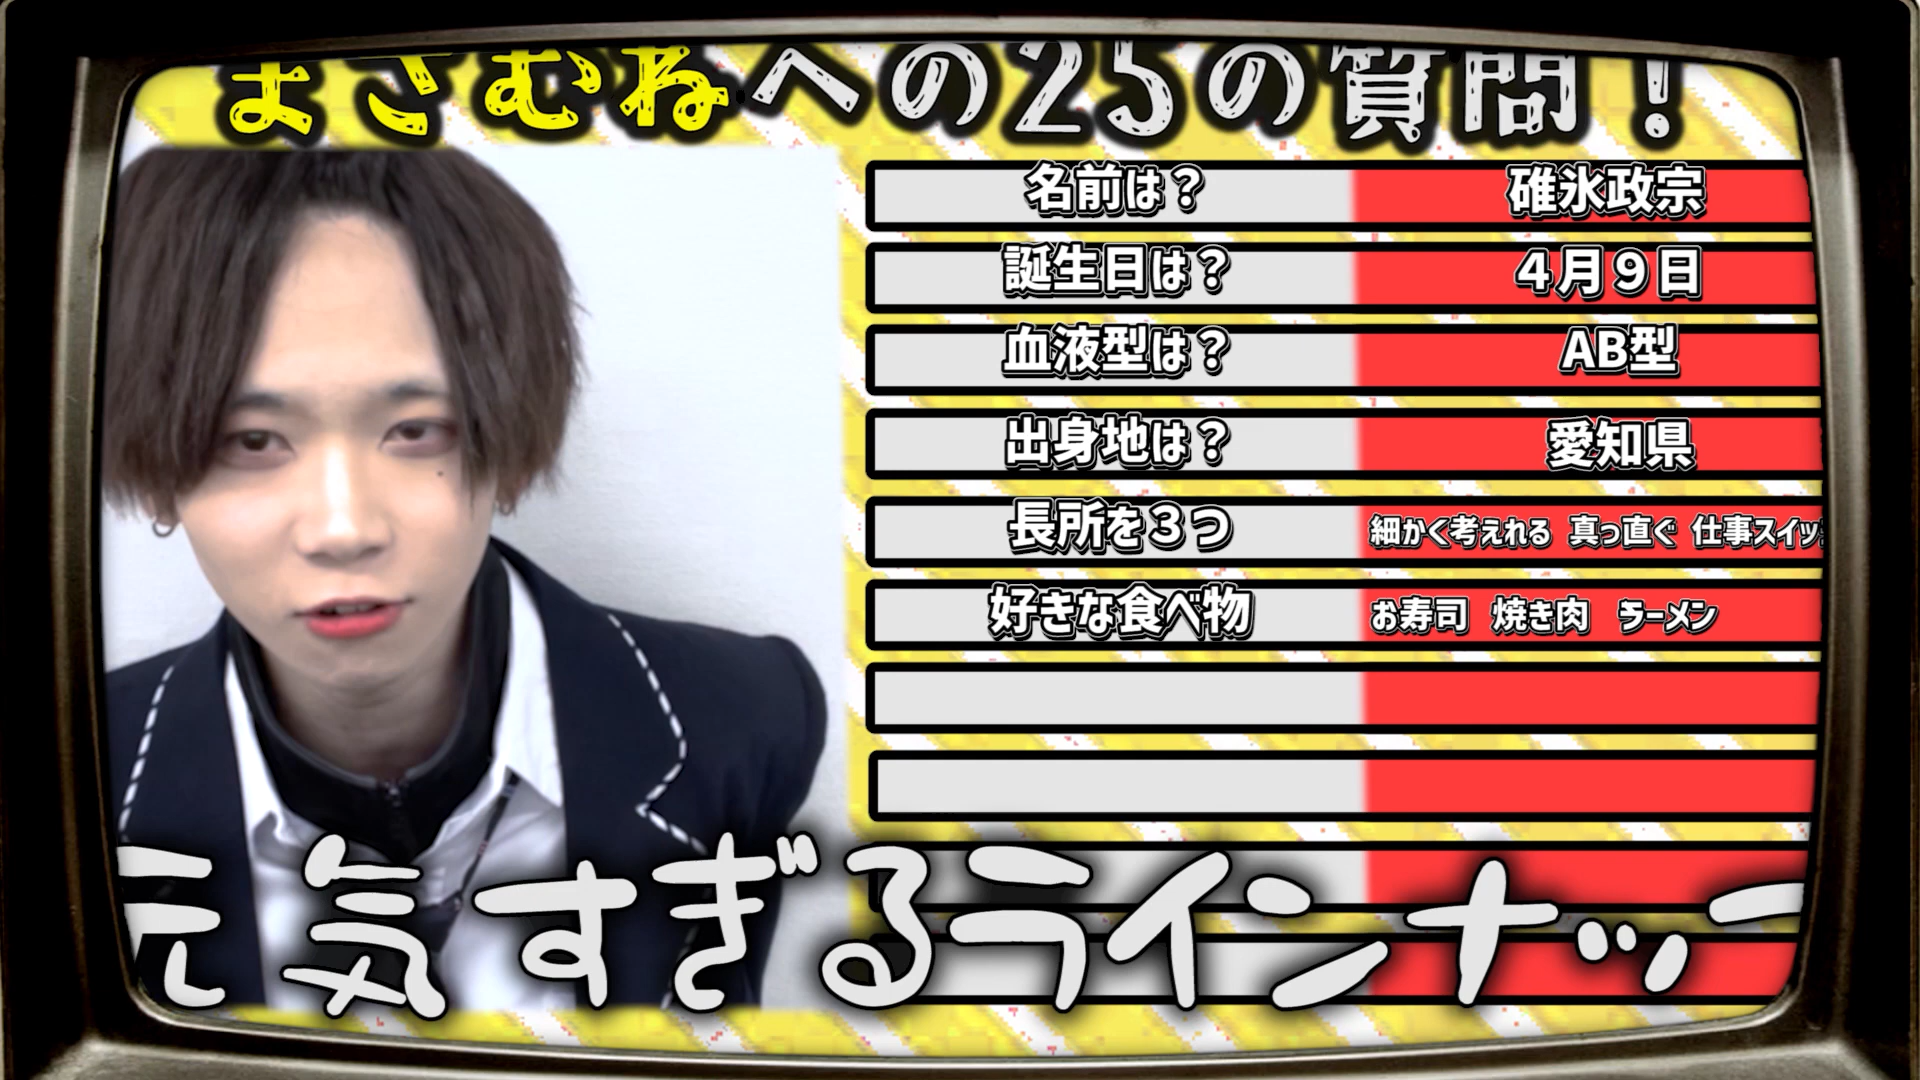 まさむねへの25の質問！
名前は？ 碓氷政宗
誕生日は？ 4月9日
血液型は？ AB型
出身地は？ 愛知県
長所を3つ 細かく考えれる 真っ直ぐ 仕事スイッ
好きな食べ物 お寿司 焼き肉 ラーメン
元気すぎるラインナッ